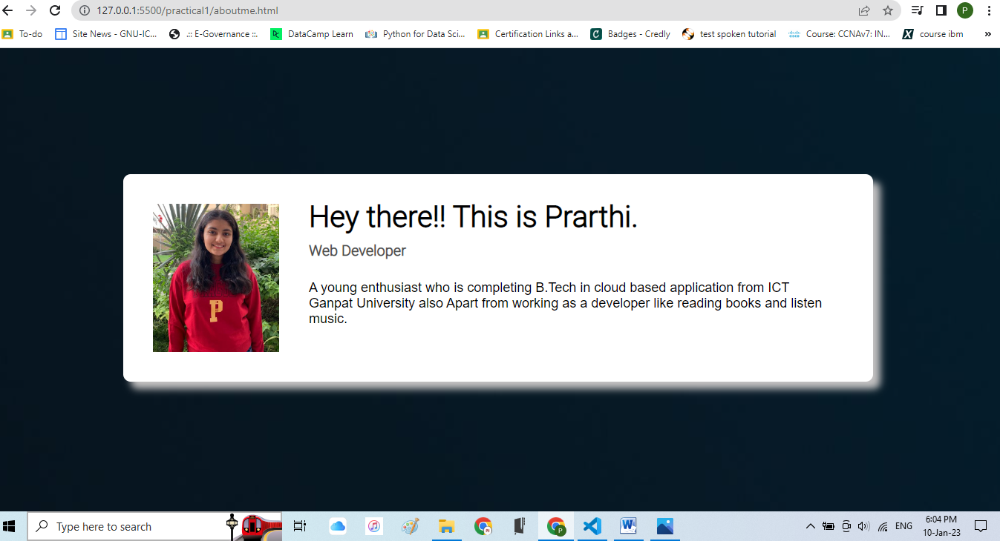 127.0.0.1:5500/practical1/aboutme.html
P
To-do
Site News - GNU-IC...
.:: E-Governance ::.
DataCamp Learn
Python for Data Sci...
Certification Links a...
Badges - Credly
test spoken tutorial
Course: CCNAv7: IN...
course ibm
»
Hey there!! This is Prarthi.
Web Developer
A young enthusiast who is completing B.Tech in cloud based application from ICT
Ganpat University also Apart from working as a developer like reading books and listen
music.
P
Type here to search
ENG
6:04 PM
10-Jan-23